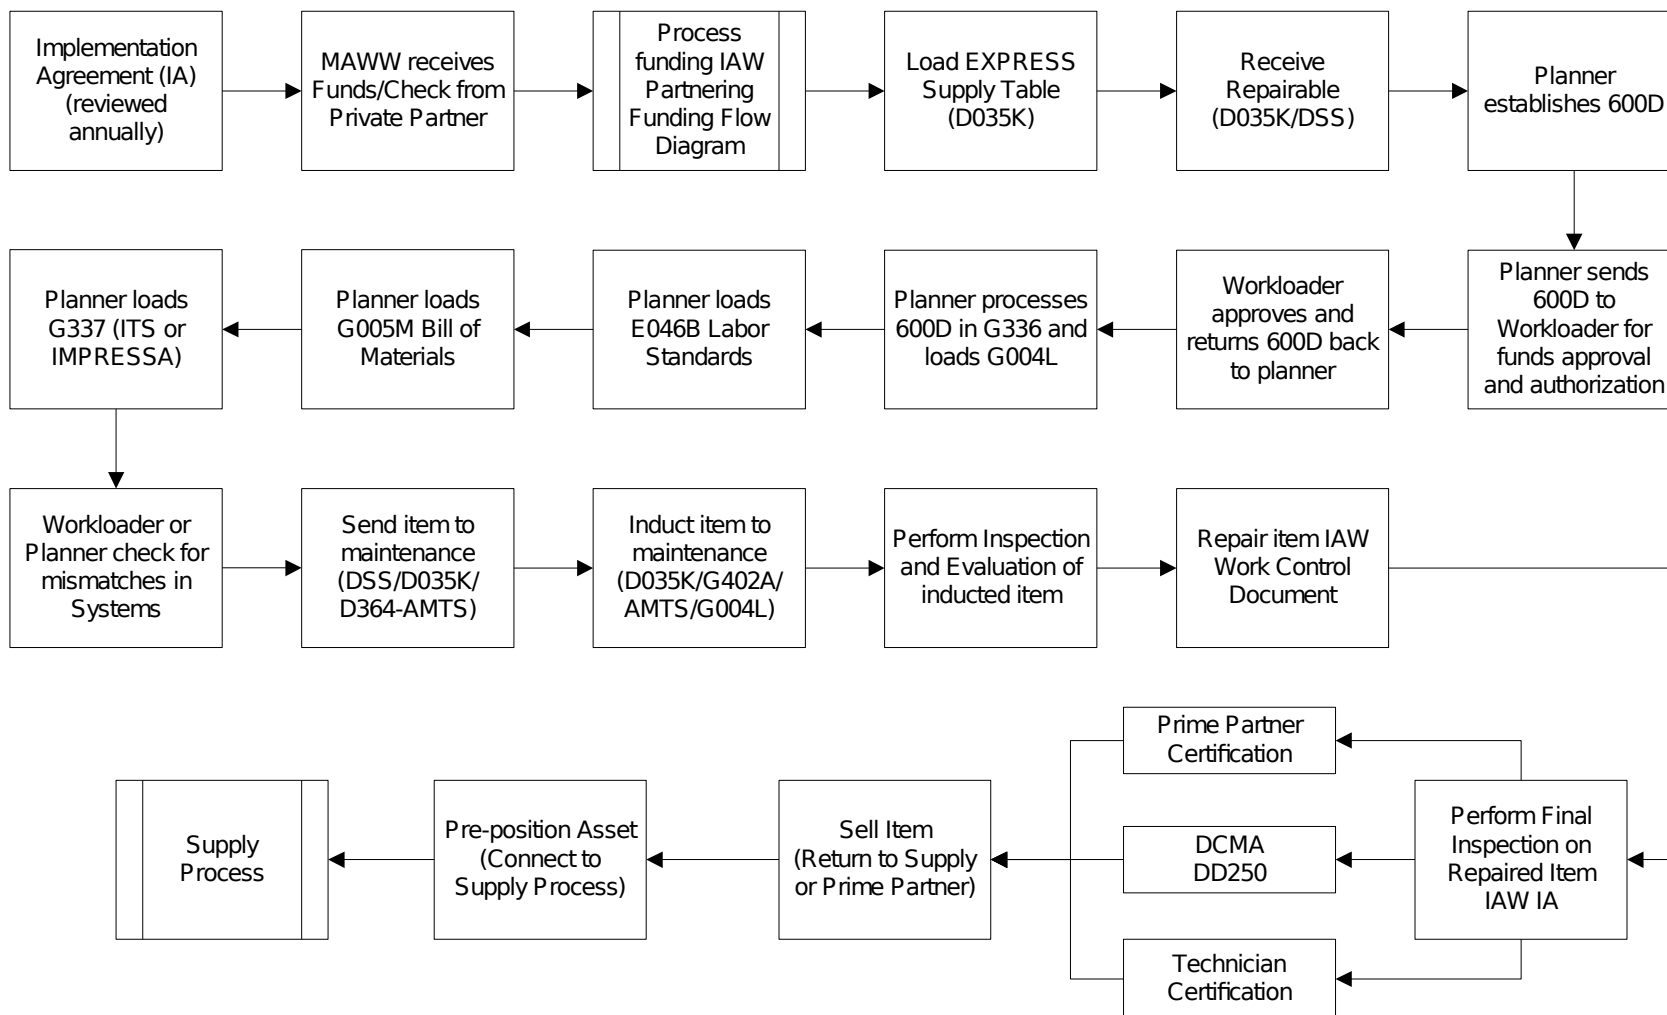 Implementation
Agreement (IA)
(reviewed
annually)
MAWW receives
Funds/Check from
Private Partner
Process
funding IAW
Partnering
Funding Flow
Diagram
Load EXPRESS
Supply Table
(D035K)
Receive
Repairable
(D035K/DSS)
Planner
establishes 600D
Planner sends
600D to
Workloader for
funds approval
and authorization
Workloader
approves and
returns 600D back
to planner
Planner processes
600D in G336 and
loads G004L
Planner loads
E046B Labor
Standards
Planner loads
G005M Bill of
Materials
Planner loads
G337 (ITS or
IMPRESSA)
Workloader or
Planner check for
mismatches in
Systems
Send item to
maintenance
(DSS/D035K/
D364-AMTS)
Induct item to
maintenance
(D035K/G402A/
AMTS/G004L)
Perform Inspection
and Evaluation of
inducted item
Repair item IAW
Work Control
Document
Perform Final
Inspection on
Repaired Item
IAW IA
Prime Partner
Certification
DCMA
DD250
Technician
Certification
Sell Item
(Return to Supply
or Prime Partner)
Pre-position Asset
(Connect to
Supply Process)
Supply
Process